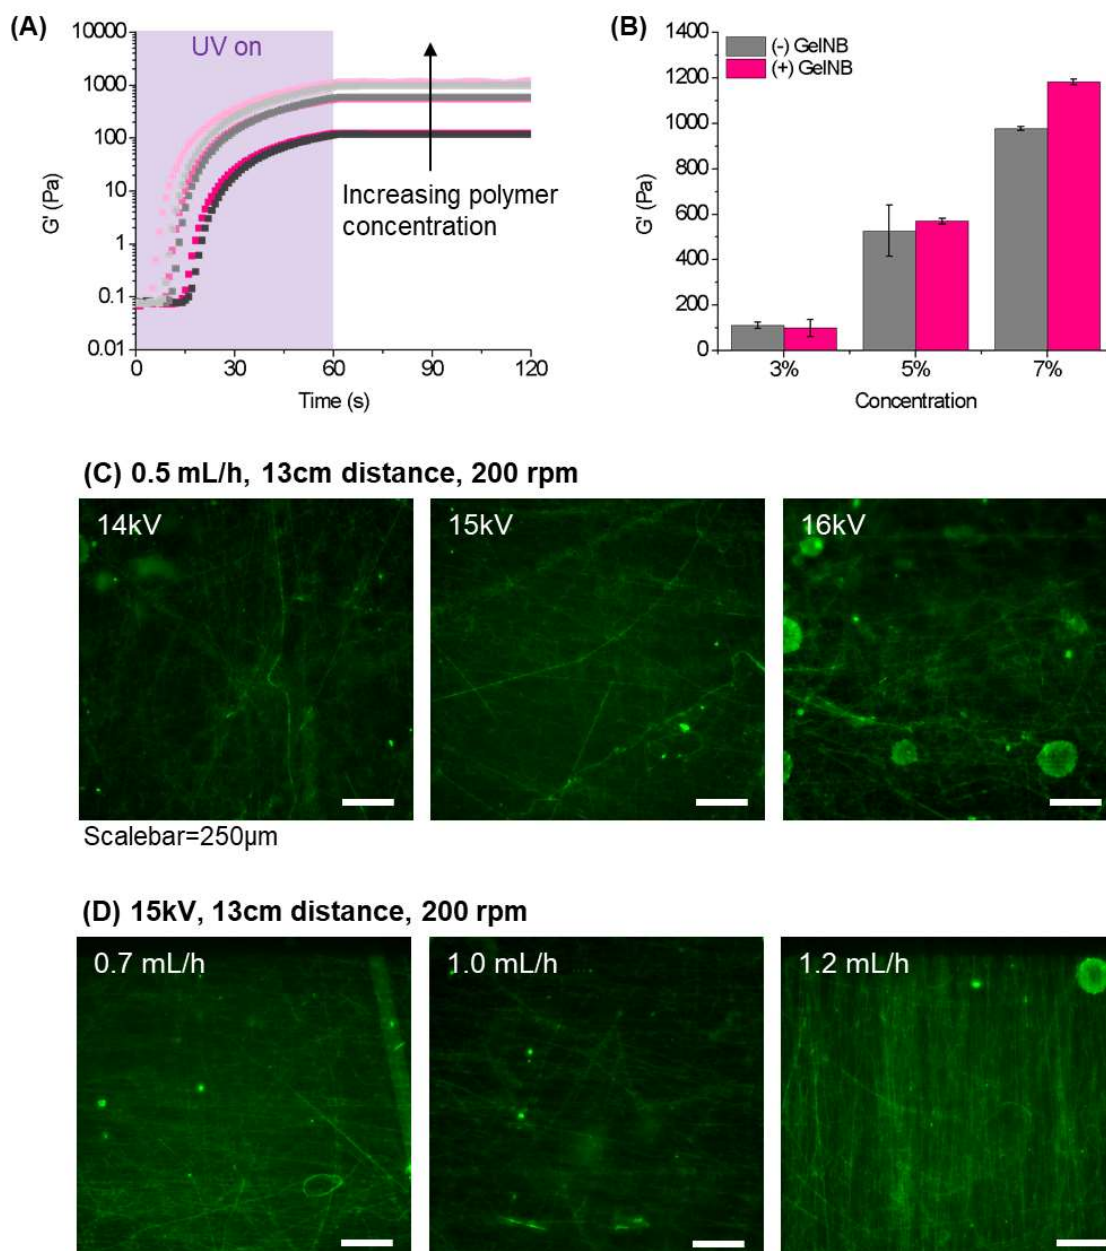 (A)
10000
1000
100
10
1
0.1
0.01
G' (Pa)
UV on
Increasing polymer
concentration
0
30
60
90
120
Time (s)
(B)
1400
1200
1000
800
600
400
200
0
G' (Pa)
(-) GelNB
(+) GelNB
3%
5%
7%
Concentration
(C) 0.5 mL/h, 13cm distance, 200 rpm
14kV
15kV
16kV
Scalebar=250µm
(D) 15kV, 13cm distance, 200 rpm
0.7 mL/h
1.0 mL/h
1.2 mL/h